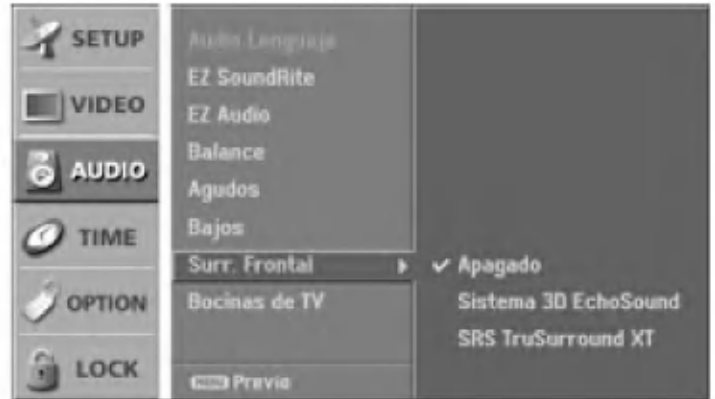 SETUP
VIDEO
AUDIO
TIME
OPTION
LOCK
Audio Lenguaje
EZ SoundRite
EZ Audio
Balance
Agudos
Bajos
Surr. Frontal
Bocinas de TV
MENU Previo
✓ Apagado
Sistema 3D EchoSound
SRS TruSurround XT